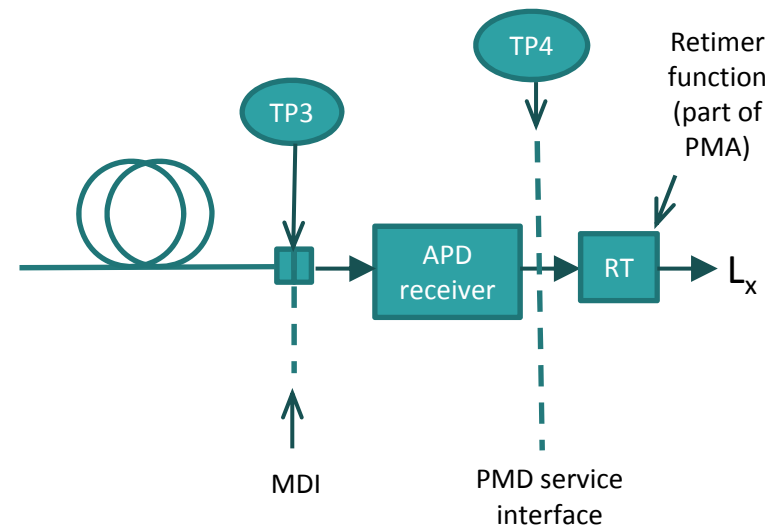 TP4
Retimer
function
(part of
PMA)
TP3
APD
receiver
RT
Lx
MDI
PMD service
interface